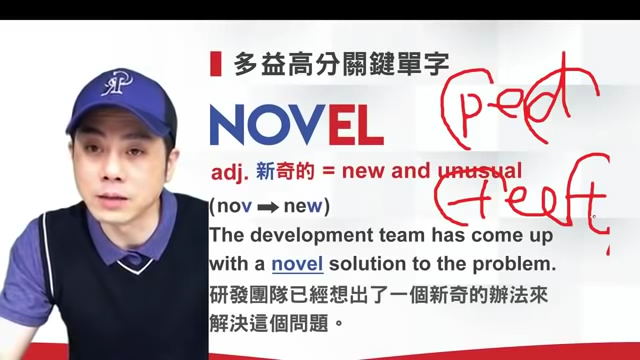 多益高分關鍵單字
NOVEL
adj. 新奇的 = new and unusual
(nov ➡ new)
The development team has come up
with a novel solution to the problem.
研發團隊已經想出了一個新奇的辦法來
解決這個問題。